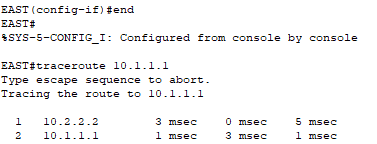 EAST(config-if)#end
EAST#
%SYS-5-CONFIG_I: Configured from console by console
EAST#traceroute 10.1.1.1
Type escape sequence to abort.
Tracing the route to 10.1.1.1
1 10.2.2.2 3 msec 0 msec 5 msec
2 10.1.1.1 1 msec 3 msec 1 msec